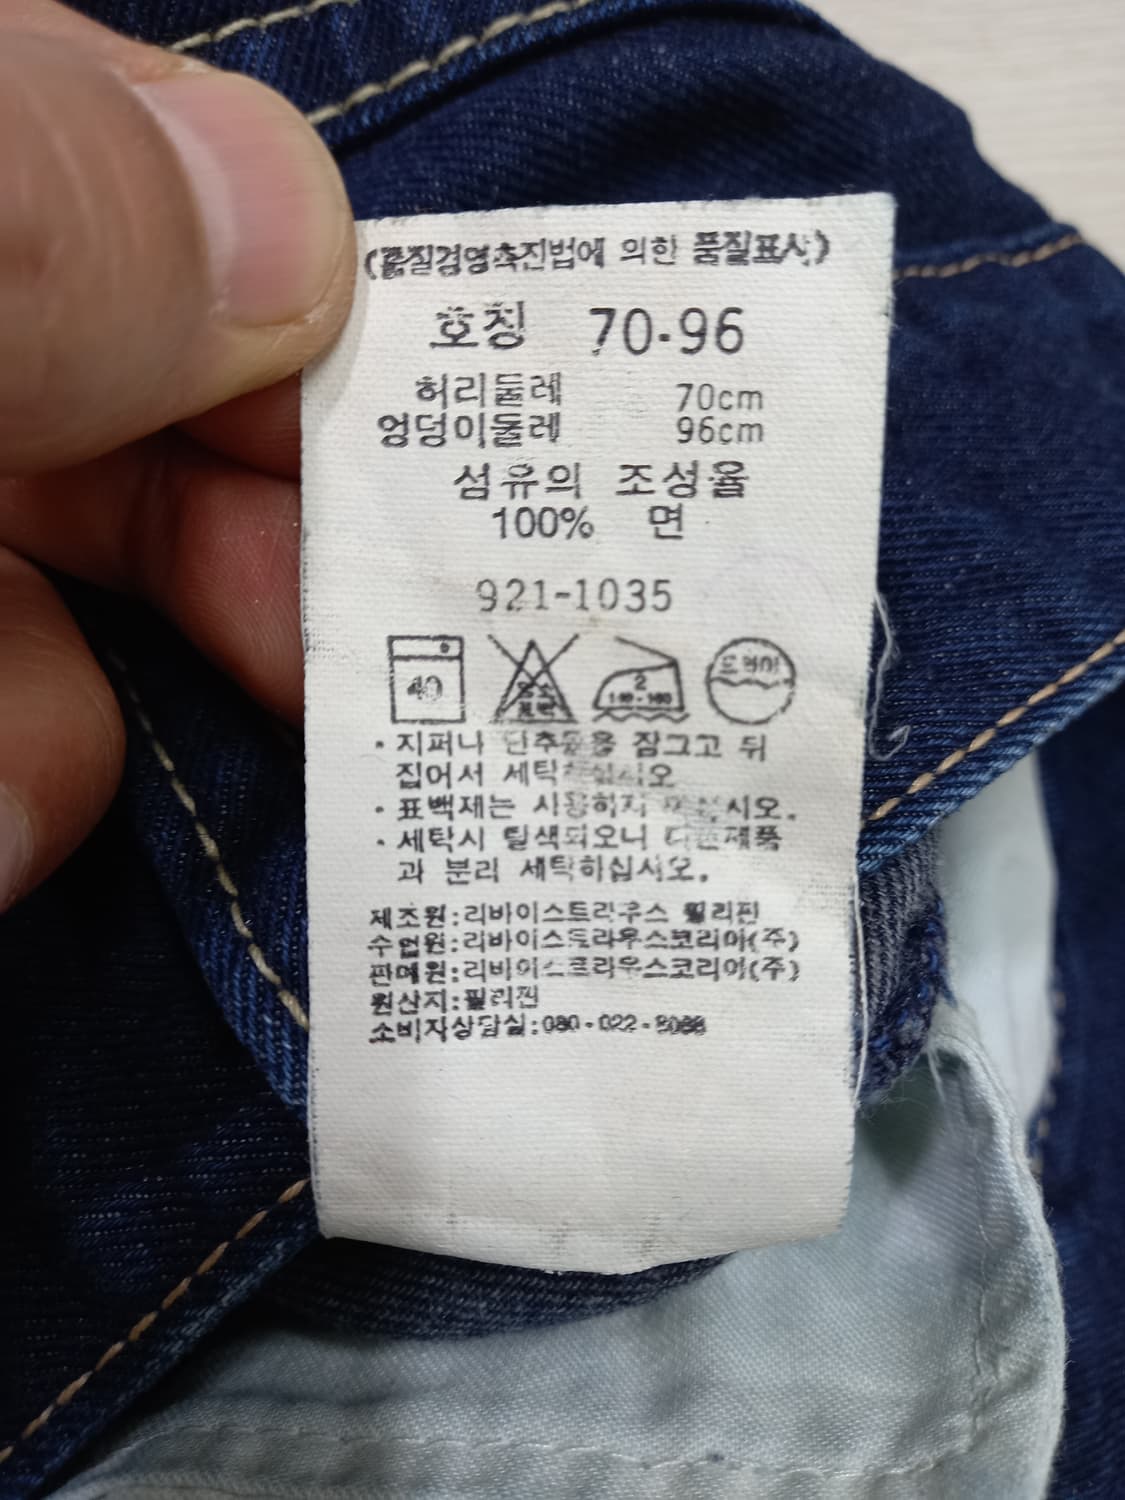 (품질경영촉진법에 의한 품질표시)
호칭 70.96
허리둘레 70cm
엉덩이둘레 96cm
섬유의 조성율
100% 면
921-1035
40
염소
표백
2
140-160
드라이
·지퍼나 단추등을 잠그고 뒤
집어서 세탁하십시오
·표백제는 사용하지 마십시오.
·세탁시 탈색되오니 다른제품
과 분리 세탁하십시오.
제조원:리바이스트라우스 필리핀
수입원:리바이스트라우스코리아(주)
판매원:리바이스트라우스코리아(주)
원산지:필리핀
소비자상담실:080-022-